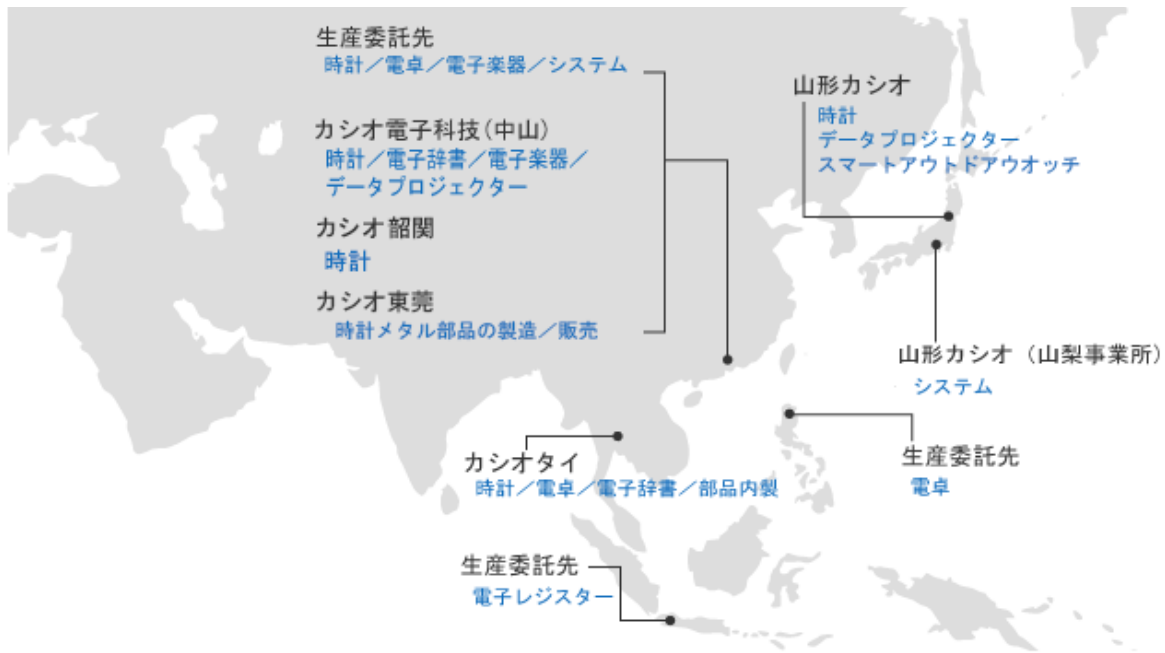 生産委託先
時計／電卓／電子楽器／システム
カシオ電子科技(中山)
時計／電子辞書／電子楽器／
データプロジェクター
カシオ韶関
時計
カシオ東莞
時計メタル部品の製造／販売
山形カシオ
時計
データプロジェクター
スマートアウトドアウオッチ
山形カシオ（山梨事業所）
システム
生産委託先
電卓
カシオタイ
時計／電卓／電子辞書／部品内製
生産委託先
電子レジスター